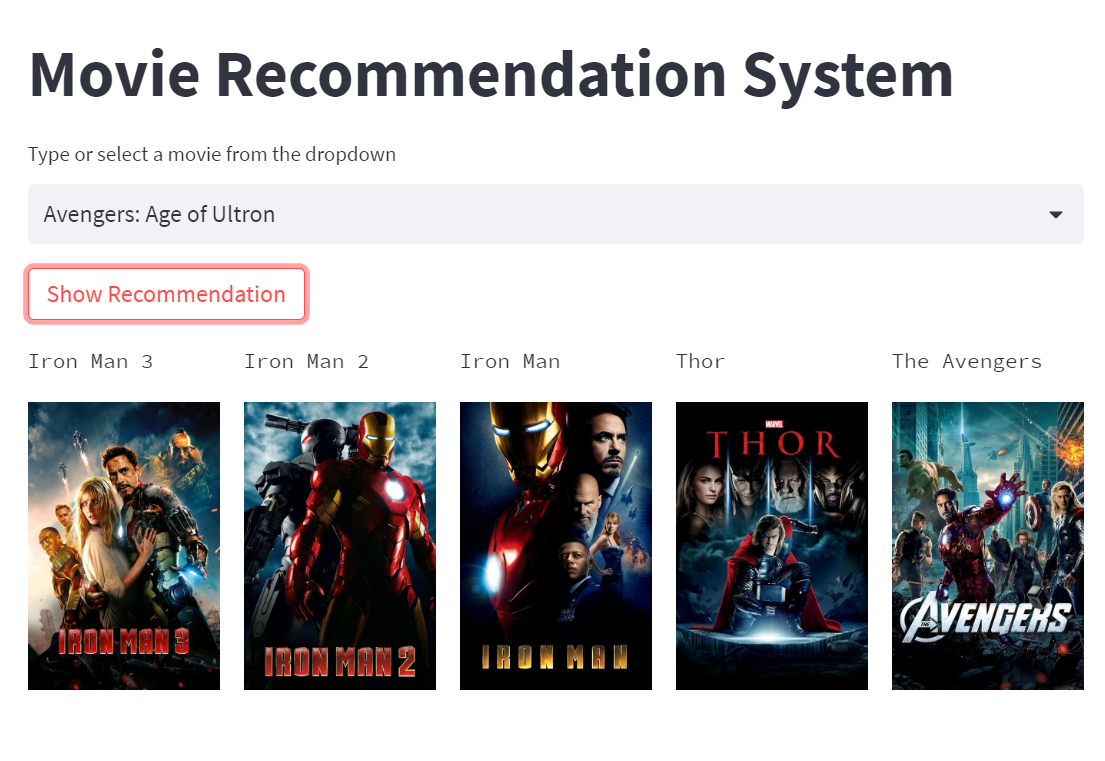 Movie Recommendation System
Type or select a movie from the dropdown
Avengers: Age of Ultron
Show Recommendation
Iron Man 3
Iron Man 2
Iron Man
Thor
The Avengers
IRON MAN 3
IRON MAN 2
IRON MAN
MARVEL
THOR
THE AVENGERS